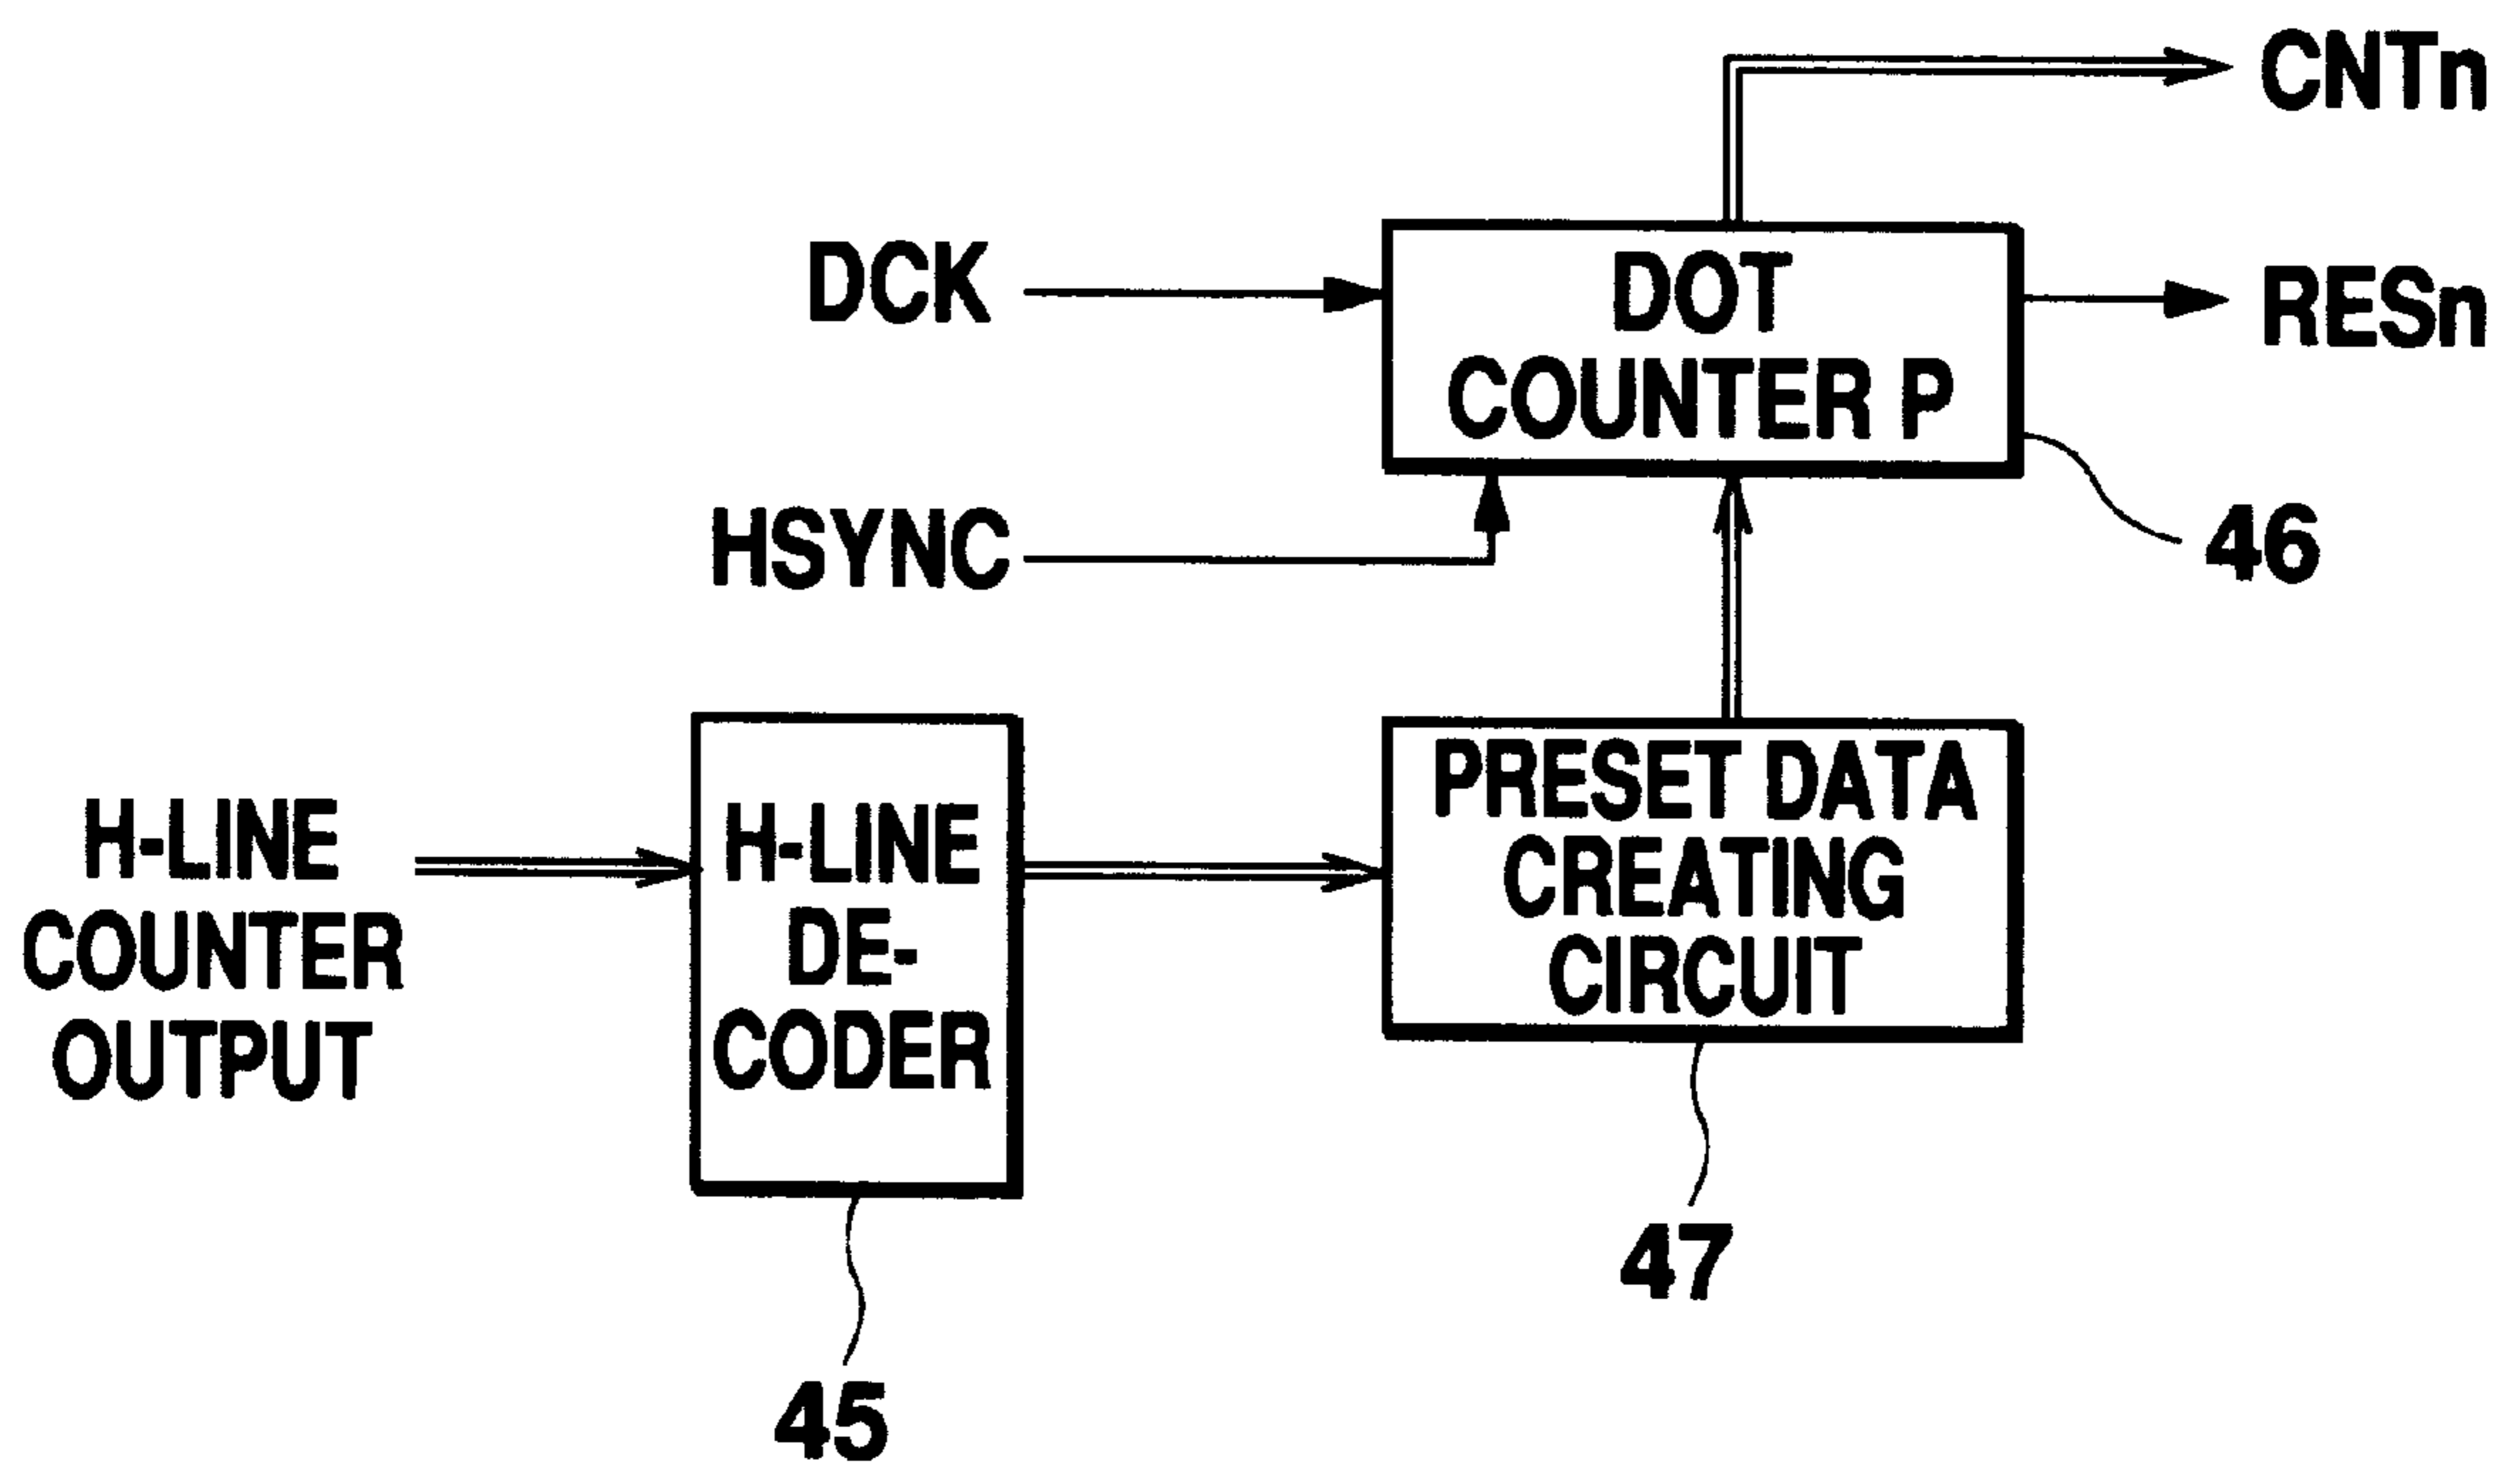 CNTn
DCK
DOT
COUNTER P
RESn
HSYNC
46
H-LINE
COUNTER
OUTPUT
H-LINE
DE-
CODER
PRESET DATA
CREATING
CIRCUIT
47
45